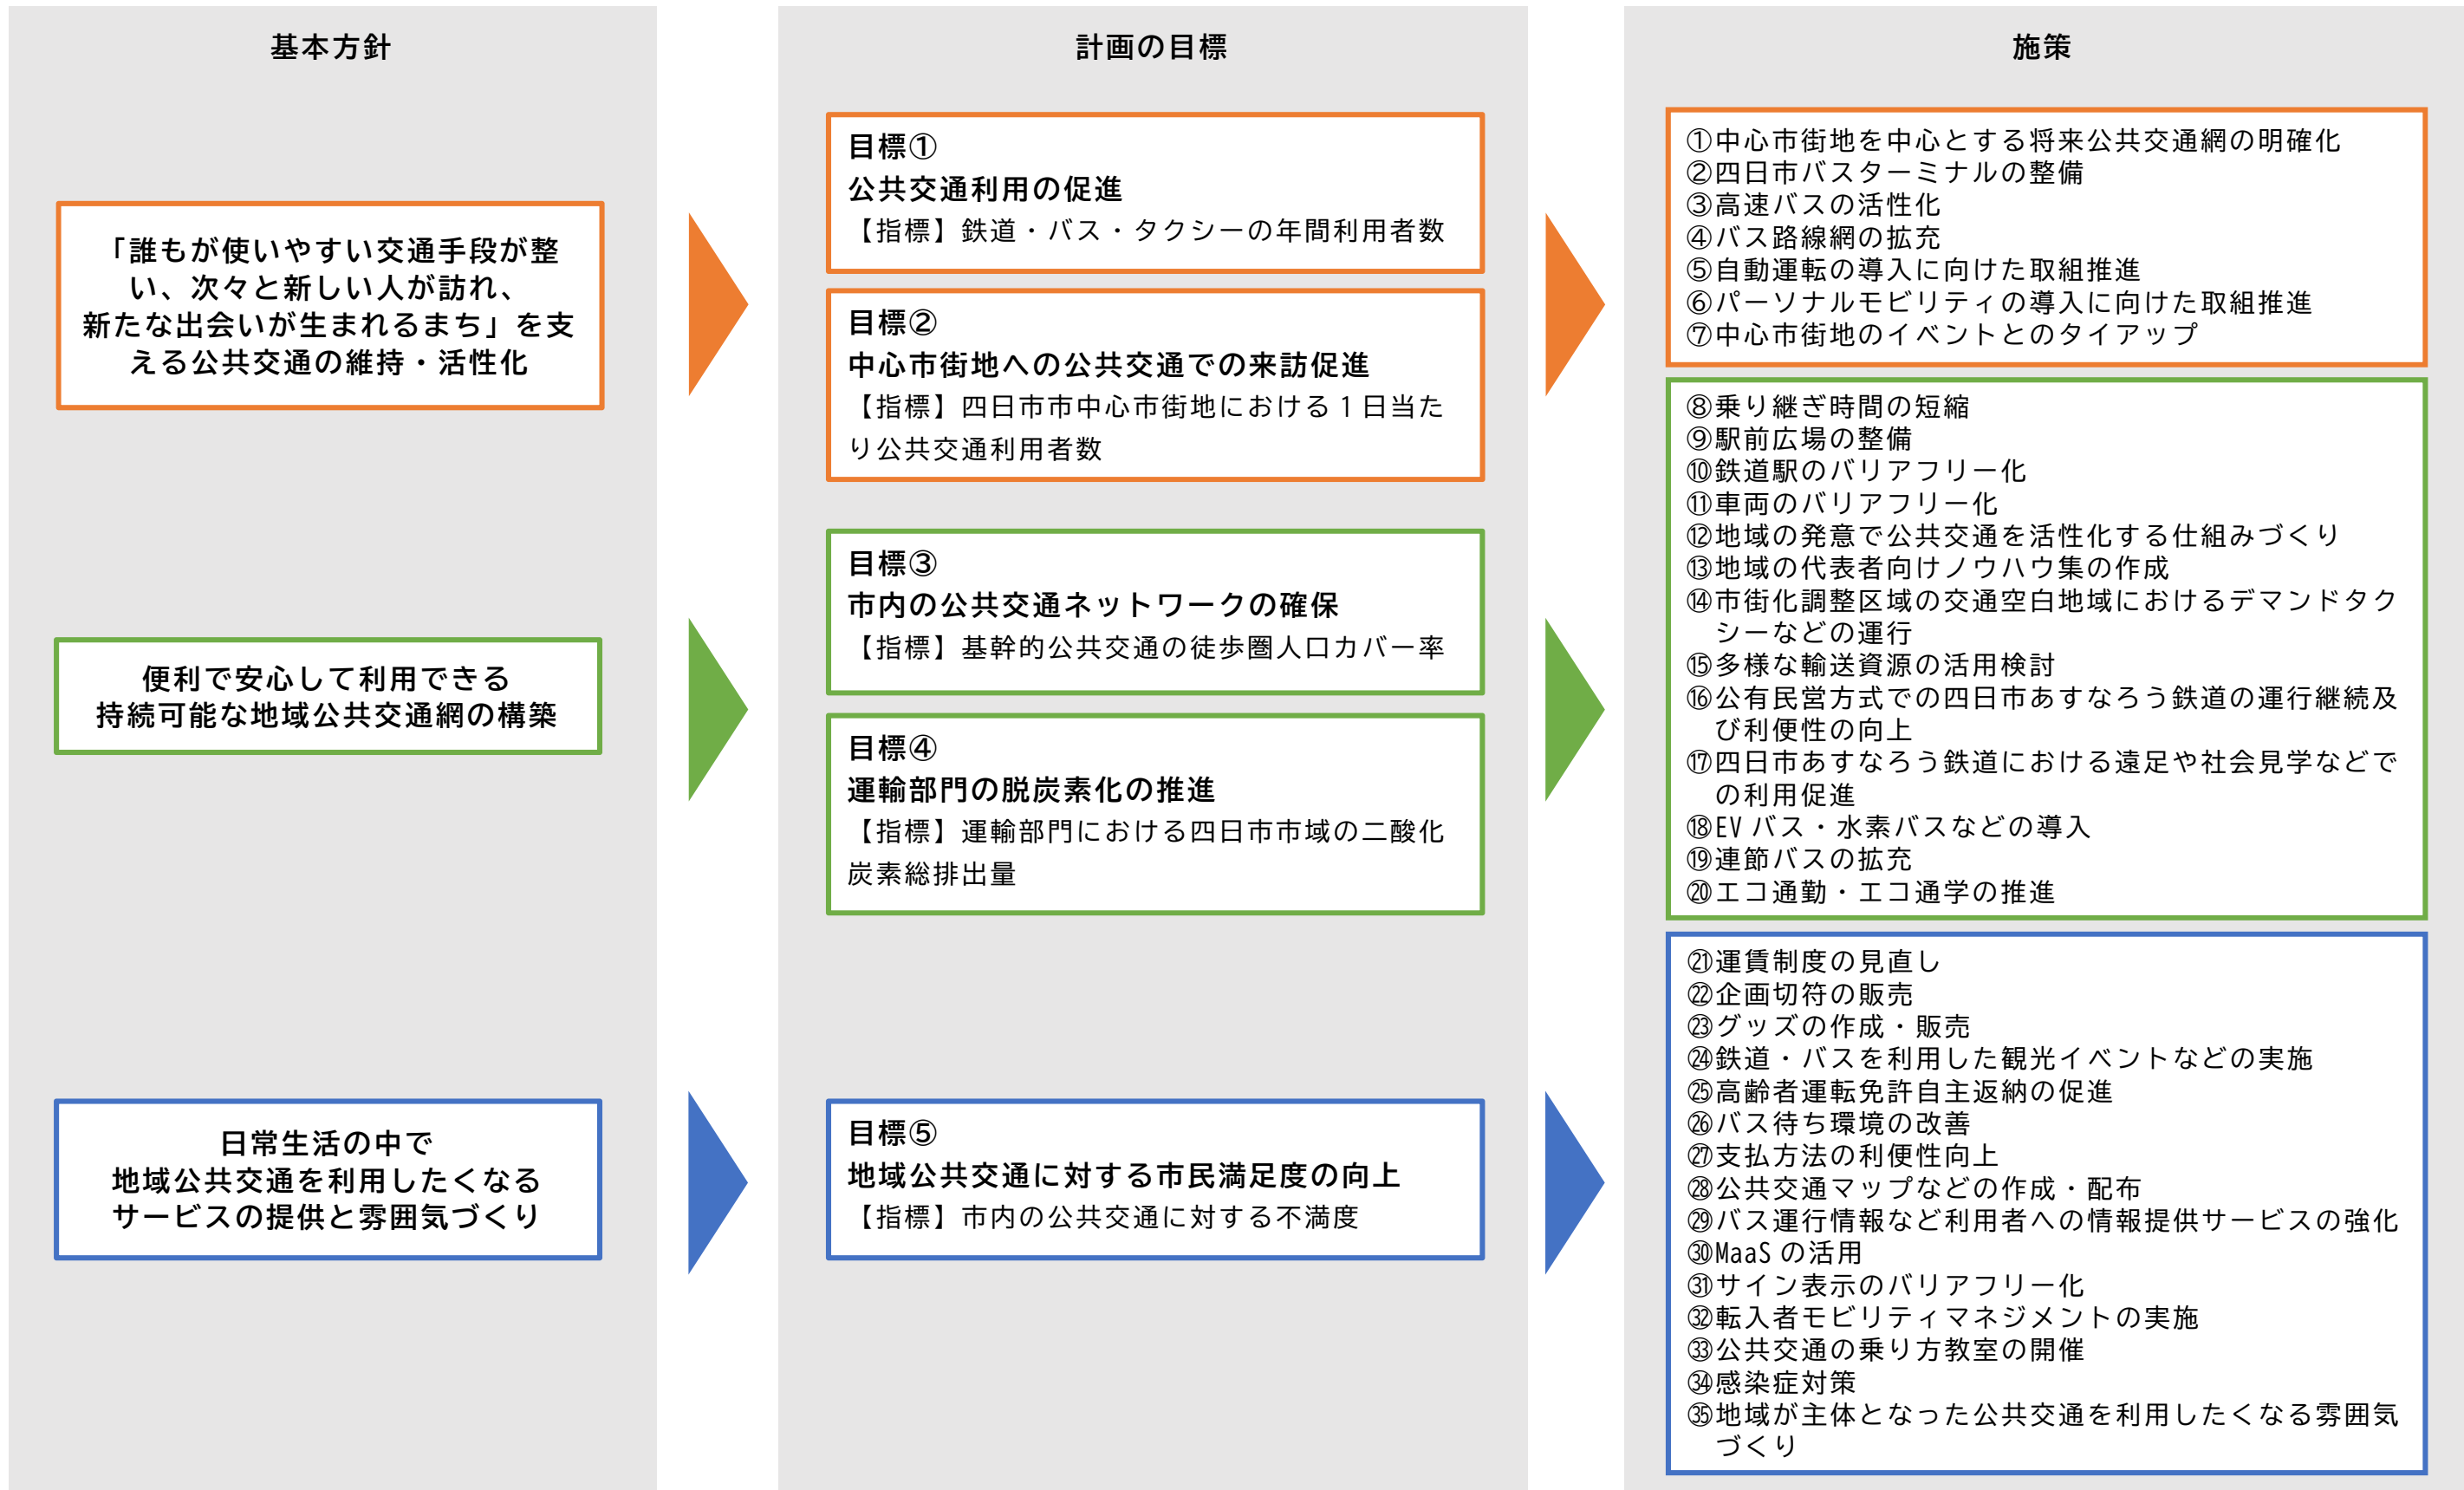 基本方針
「誰もが使いやすい交通手段が整
い、次々と新しい人が訪れ、
新たな出会いが生まれるまち」を支
える公共交通の維持・活性化
便利で安心して利用できる
持続可能な地域公共交通網の構築
日常生活の中で
地域公共交通を利用したくなる
サービスの提供と雰囲気づくり
計画の目標
目標①
公共交通利用の促進
【指標】鉄道・バス・タクシーの年間利用者数
目標②
中心市街地への公共交通での来訪促進
【指標】四日市市中心市街地における１日当た
り公共交通利用者数
目標③
市内の公共交通ネットワークの確保
【指標】基幹的公共交通の徒歩圏人口カバー率
目標④
運輸部門の脱炭素化の推進
【指標】運輸部門における四日市市域の二酸化
炭素総排出量
目標⑤
地域公共交通に対する市民満足度の向上
【指標】市内の公共交通に対する不満度
施策
①中心市街地を中心とする将来公共交通網の明確化
②四日市バスターミナルの整備
③高速バスの活性化
④バス路線網の拡充
⑤自動運転の導入に向けた取組推進
⑥パーソナルモビリティの導入に向けた取組推進
⑦中心市街地のイベントとのタイアップ
⑧乗り継ぎ時間の短縮
⑨駅前広場の整備
⑩鉄道駅のバリアフリー化
⑪車両のバリアフリー化
⑫地域の発意で公共交通を活性化する仕組みづくり
⑬地域の代表者向けノウハウ集の作成
⑭市街化調整区域の交通空白地域におけるデマンドタク
シーなどの運行
⑮多様な輸送資源の活用検討
⑯公有民営方式での四日市あすなろう鉄道の運行継続及
び利便性の向上
⑰四日市あすなろう鉄道における遠足や社会見学などで
の利用促進
⑱EV バス・水素バスなどの導入
⑲連節バスの拡充
⑳エコ通勤・エコ通学の推進
㉑運賃制度の見直し
㉒企画切符の販売
㉓グッズの作成・販売
㉔鉄道・バスを利用した観光イベントなどの実施
㉕高齢者運転免許自主返納の促進
㉖バス待ち環境の改善
㉗支払方法の利便性向上
㉘公共交通マップなどの作成・配布
㉙バス運行情報など利用者への情報提供サービスの強化
㉚MaaS の活用
㉛サイン表示のバリアフリー化
㉜転入者モビリティマネジメントの実施
㉝公共交通の乗り方教室の開催
㉞感染症対策
㉟地域が主体となった公共交通を利用したくなる雰囲気
づくり